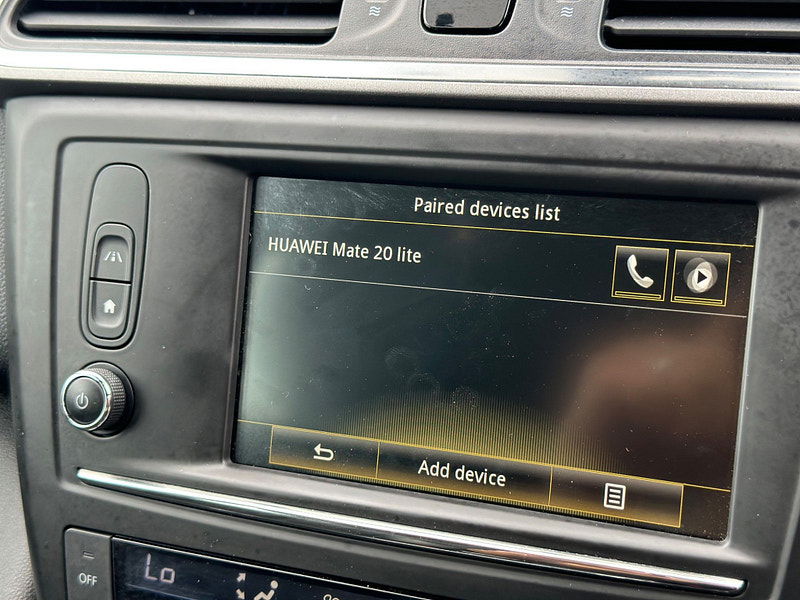 Paired devices list
HUAWEI Mate 20 lite
Add device
OFF
Lo